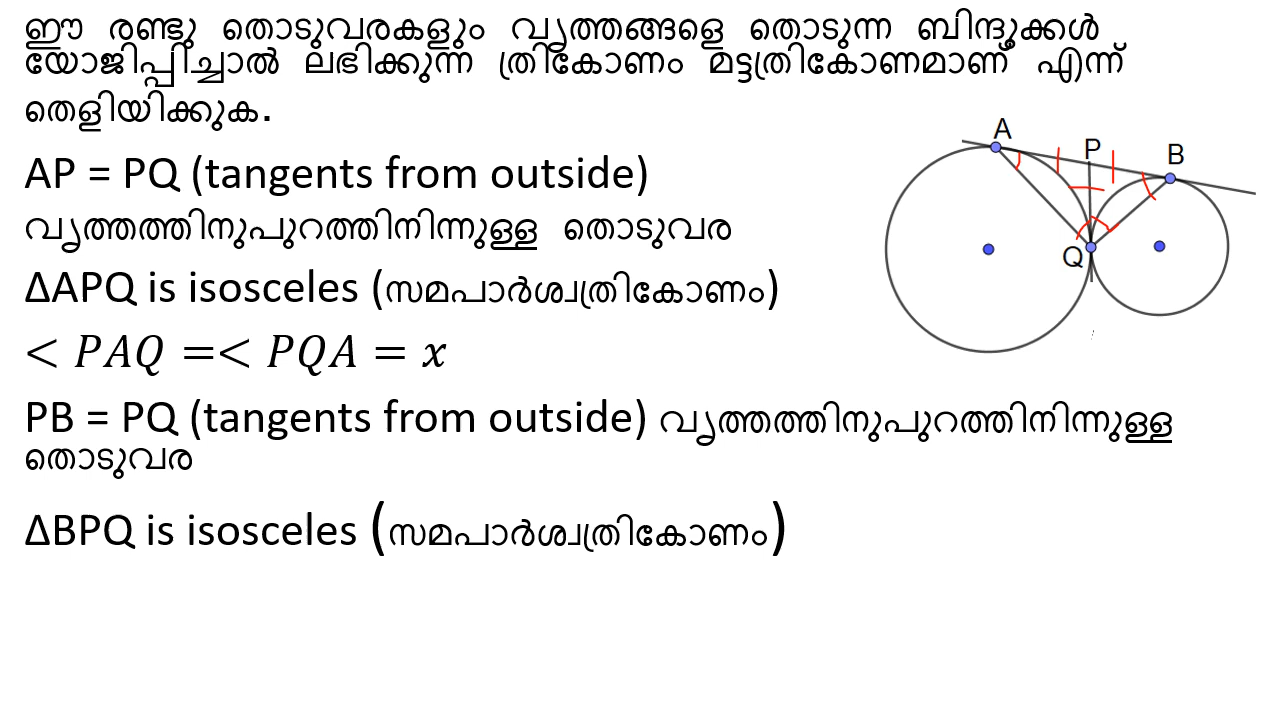 ഈ രണ്ടു തൊടുവരകളും വൃത്തങ്ങളെ തൊടുന്ന ബിന്ദുക്കൾ
യോജിപ്പിച്ചാൽ ലഭിക്കുന്ന ത്രികോണം മട്ടത്രികോണമാണ് എന്ന്
തെളിയിക്കുക.
AP = PQ (tangents from outside)
വൃത്തത്തിനുപുറത്തിനിന്നുള്ള തൊടുവര
ΔAPQ is isosceles (സമപാർശ്വത്രികോണം)
< PAQ =< PQA = x
PB = PQ (tangents from outside) വൃത്തത്തിനുപുറത്തിനിന്നുള്ള
തൊടുവര
ΔBPQ is isosceles (സമപാർശ്വത്രികോണം)
A
P
B
Q